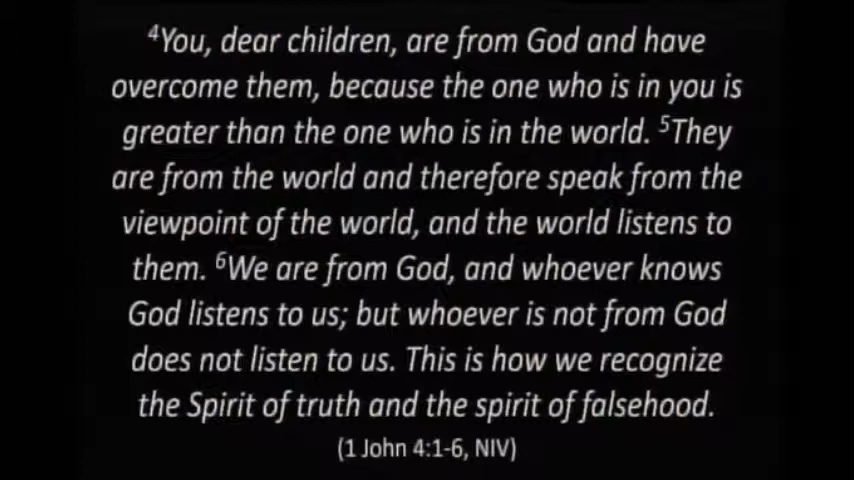 ⁴You, dear children, are from God and have
overcome them, because the one who is in you is
greater than the one who is in the world. ⁵They
are from the world and therefore speak from the
viewpoint of the world, and the world listens to
them. ⁶We are from God, and whoever knows
God listens to us; but whoever is not from God
does not listen to us. This is how we recognize
the Spirit of truth and the spirit of falsehood.
(1 John 4:1-6, NIV)